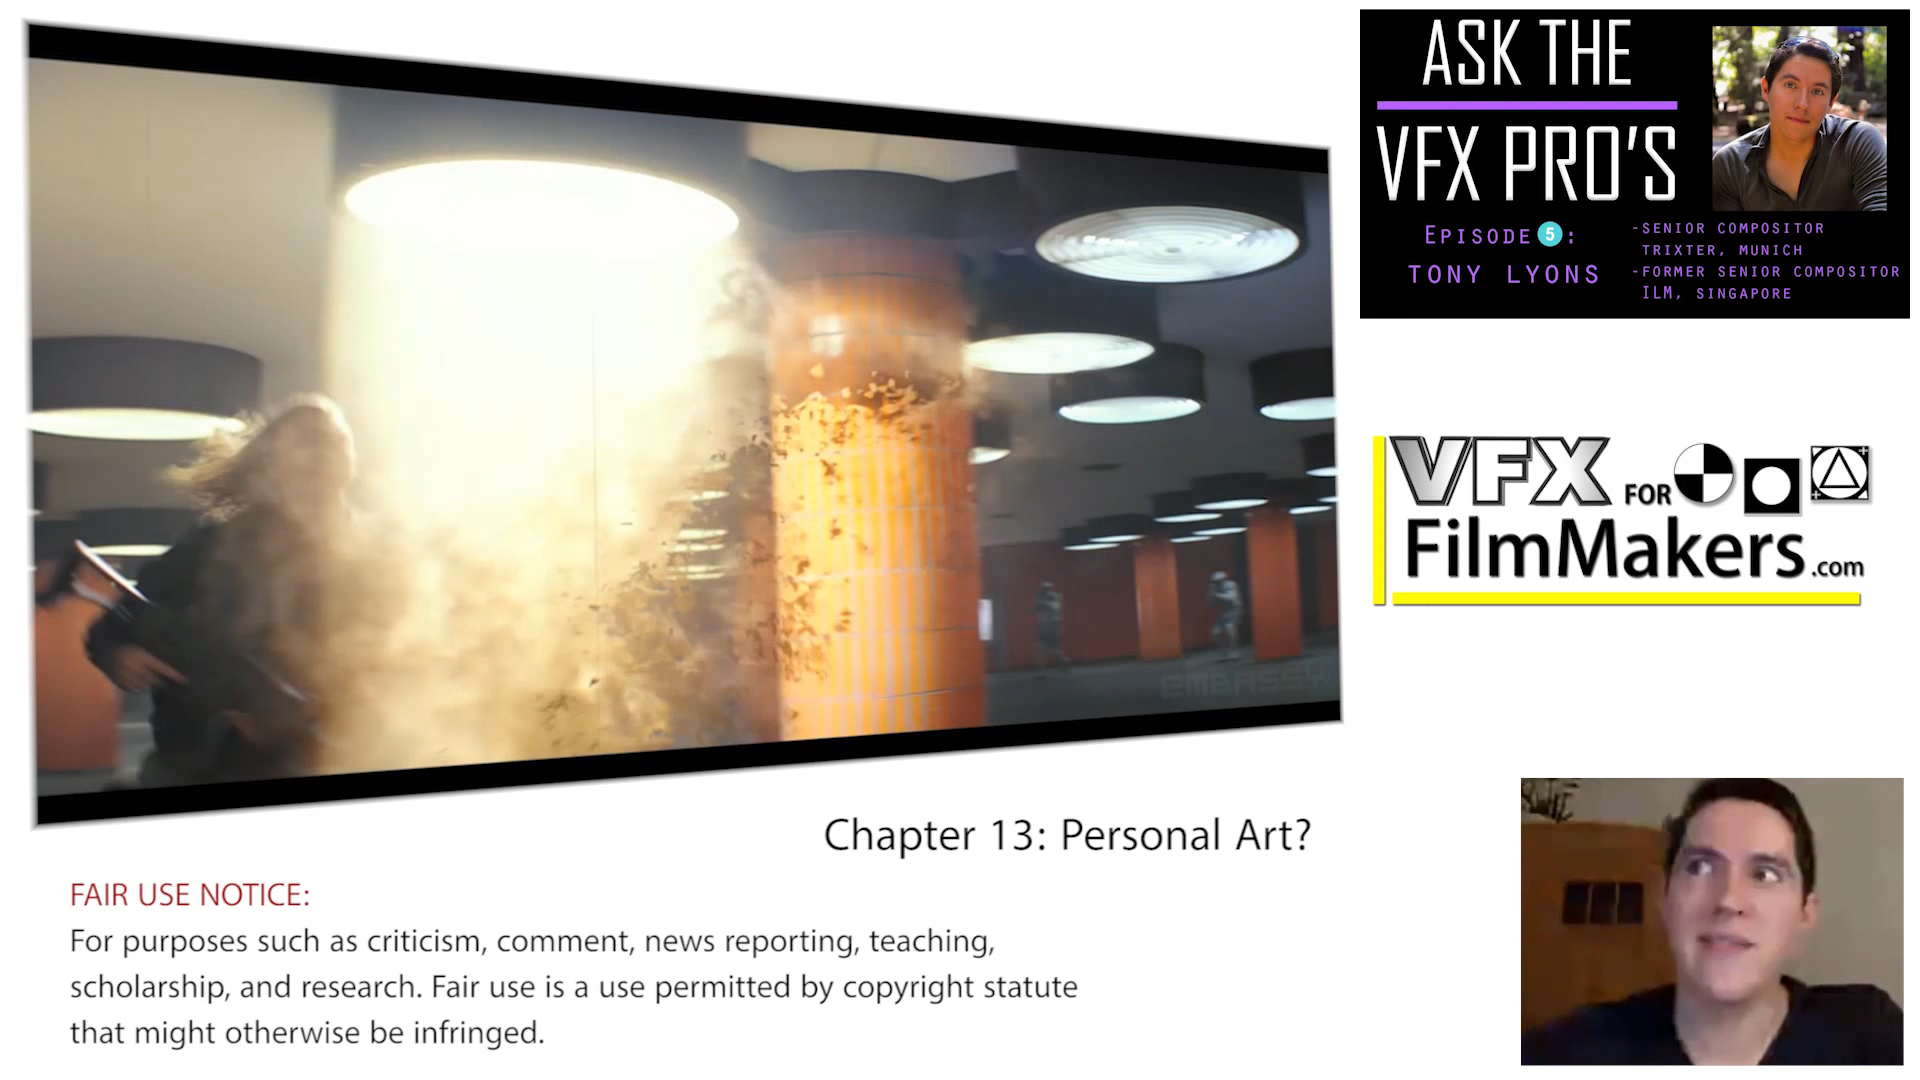 ASK THE
VFX PRO'S
EPISODE 5:
TONY LYONS
-SENIOR COMPOSITOR
TRIXTER, MUNICH
-FORMER SENIOR COMPOSITOR
ILM, SINGAPORE
VFX FOR
FilmMakers.com
EMBASSY
Chapter 13: Personal Art?
FAIR USE NOTICE:
For purposes such as criticism, comment, news reporting, teaching,
scholarship, and research. Fair use is a use permitted by copyright statute
that might otherwise be infringed.